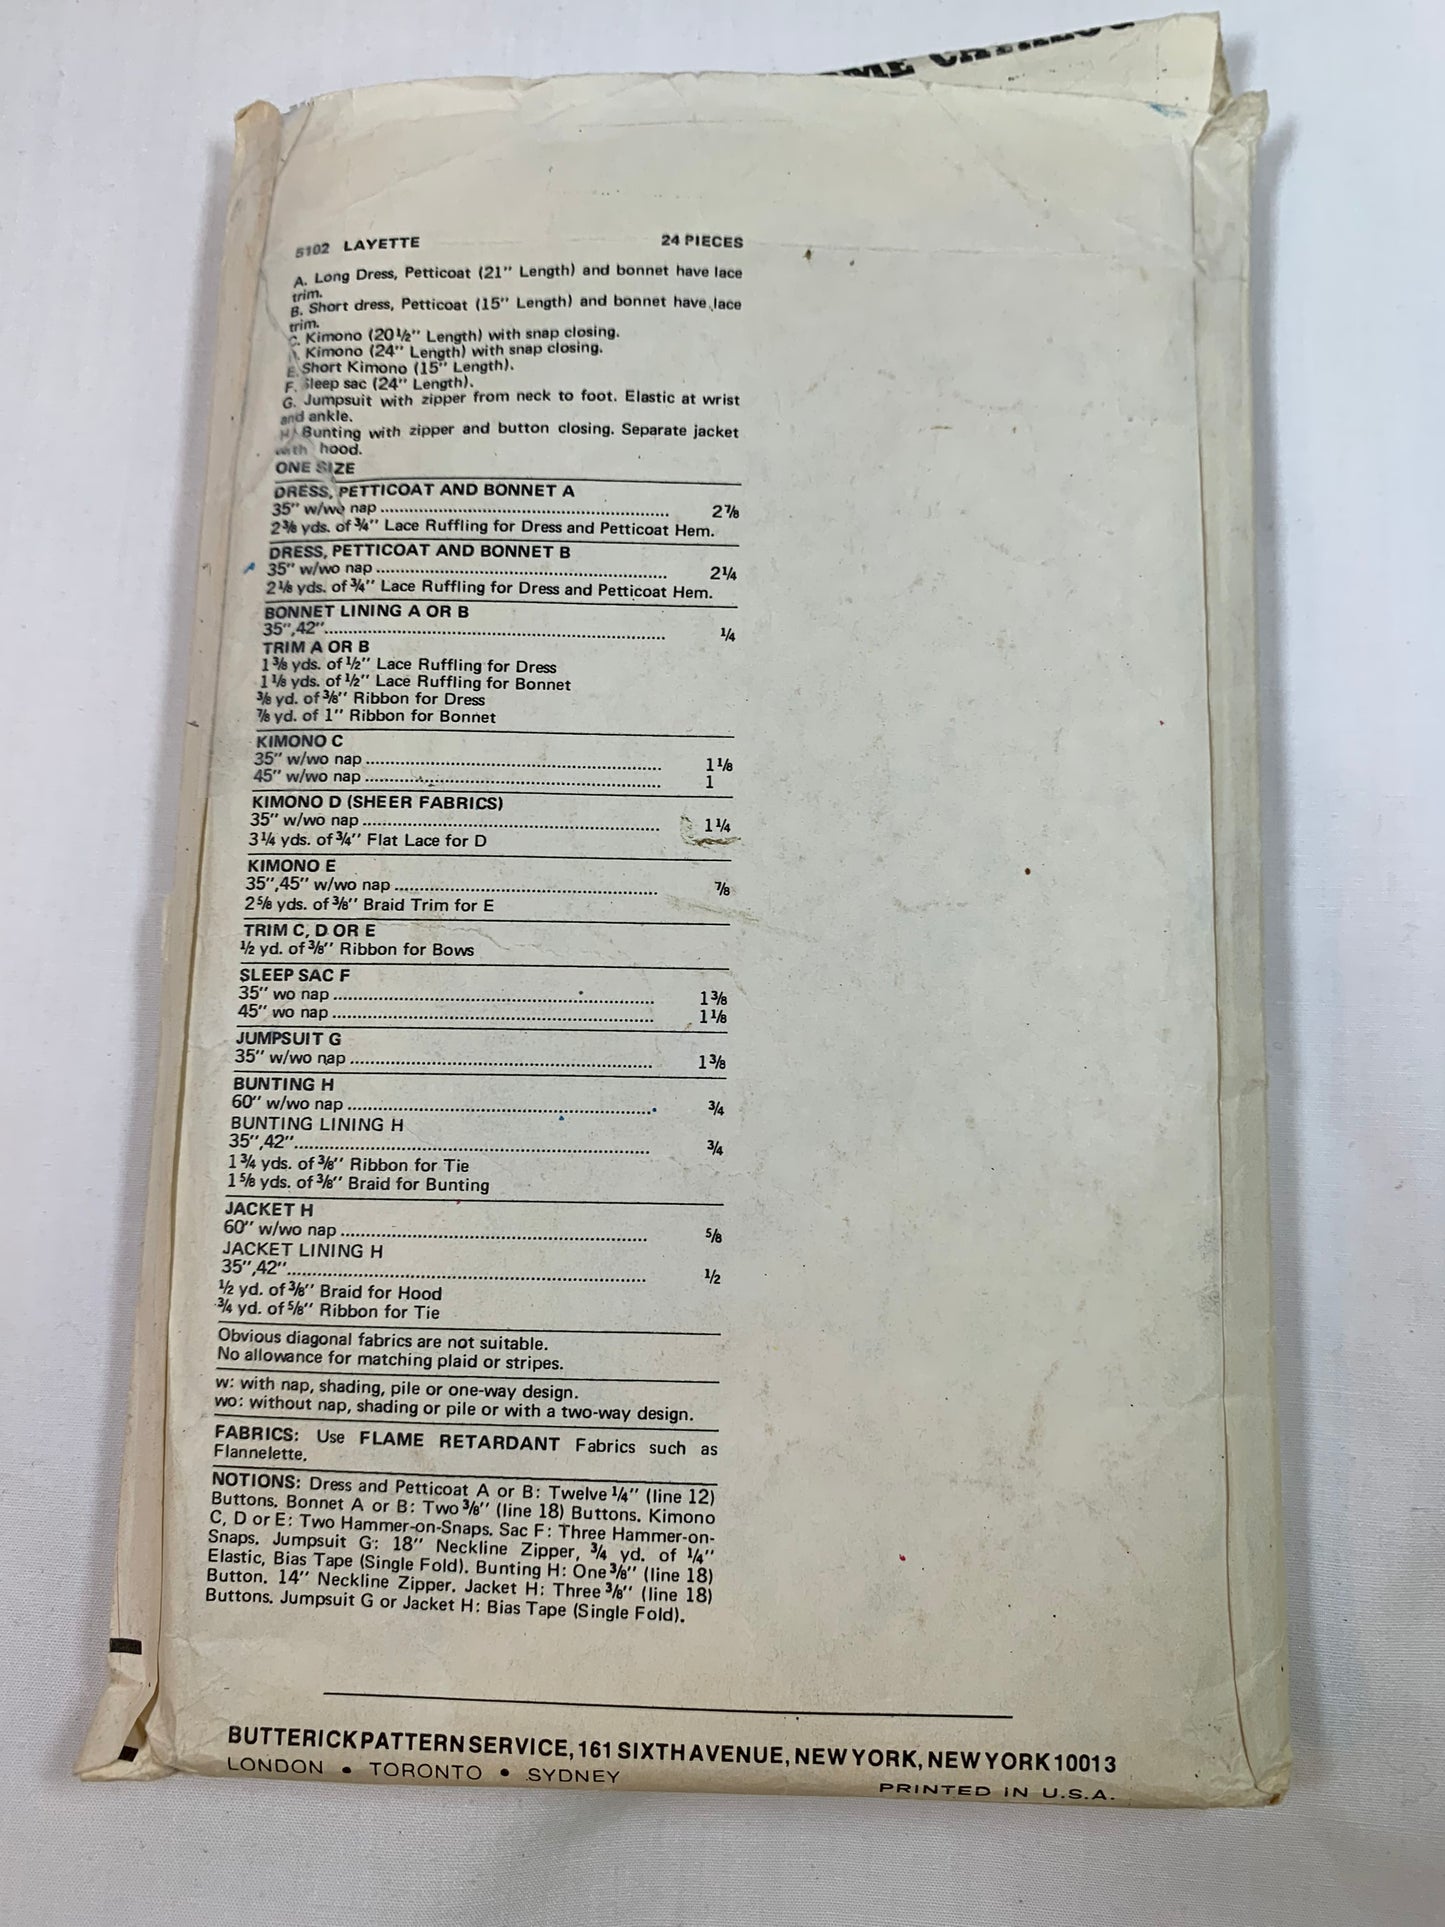 5102 LAYETTE 24 PIECES
A. Long Dress, Petticoat (21" Length) and bonnet have lace
trim.
B. Short dress, Petticoat (15" Length) and bonnet have lace
trim.
C. Kimono (20½" Length) with snap closing.
Kimono (24" Length) with snap closing.
E. Short Kimono (15" Length).
F. Sleep sac (24" Length).
G. Jumpsuit with zipper from neck to foot. Elastic at wrist
and ankle.
H. Bunting with zipper and button closing. Separate jacket
with hood.
ONE SIZE
DRESS, PETTICOAT AND BONNET A
35" w/wo nap ........ 2⅞
2⅜ yds. of ¾" Lace Ruffling for Dress and Petticoat Hem.
DRESS, PETTICOAT AND BONNET B
35" w/wo nap ........ 2¼
2⅛ yds. of ¾" Lace Ruffling for Dress and Petticoat Hem.
BONNET LINING A OR B
35",42" ........ ¼
TRIM A OR B
1⅜ yds. of ½" Lace Ruffling for Dress
1⅛ yds. of ½" Lace Ruffling for Bonnet
⅜ yd. of ⅜" Ribbon for Dress
⅞ yd. of 1" Ribbon for Bonnet
KIMONO C
35" w/wo nap ........ 1⅛
45" w/wo nap ........ 1
KIMONO D (SHEER FABRICS)
35" w/wo nap ........ 1¼
3¼ yds. of ¾" Flat Lace for D
KIMONO E
35",45" w/wo nap ........ ⅞
2⅝ yds. of ⅜" Braid Trim for E
TRIM C, D OR E
½ yd. of ⅜" Ribbon for Bows
SLEEP SAC F
35" wo nap ........ 1⅜
45" wo nap ........ 1⅛
JUMPSUIT G
35" w/wo nap ........ 1⅜
BUNTING H
60" w/wo nap ........ ¾
BUNTING LINING H
35",42" ........ ¾
1¾ yds. of ⅜" Ribbon for Tie
1⅝ yds. of ⅜" Braid for Bunting
JACKET H
60" w/wo nap ........ ⅝
JACKET LINING H
35",42" ........ ½
½ yd. of ⅜" Braid for Hood
¾ yd. of ⅝" Ribbon for Tie
Obvious diagonal fabrics are not suitable.
No allowance for matching plaid or stripes.
w: with nap, shading, pile or one-way design.
wo: without nap, shading or pile or with a two-way design.
FABRICS: Use FLAME RETARDANT Fabrics such as
Flannelette.
NOTIONS: Dress and Petticoat A or B: Twelve ¼" (line 12)
Buttons. Bonnet A or B: Two ⅜" (line 18) Buttons. Kimono
C, D or E: Two Hammer-on-Snaps. Sac F: Three Hammer-on-
Snaps. Jumpsuit G: 18" Neckline Zipper, ¾ yd. of ¼"
Elastic, Bias Tape (Single Fold). Bunting H: One ⅜" (line 18)
Button. 14" Neckline Zipper. Jacket H: Three ⅜" (line 18)
Buttons. Jumpsuit G or Jacket H: Bias Tape (Single Fold).
BUTTERICK PATTERN SERVICE, 161 SIXTH AVENUE, NEW YORK, NEW YORK 10013
LONDON • TORONTO • SYDNEY
PRINTED IN U.S.A.